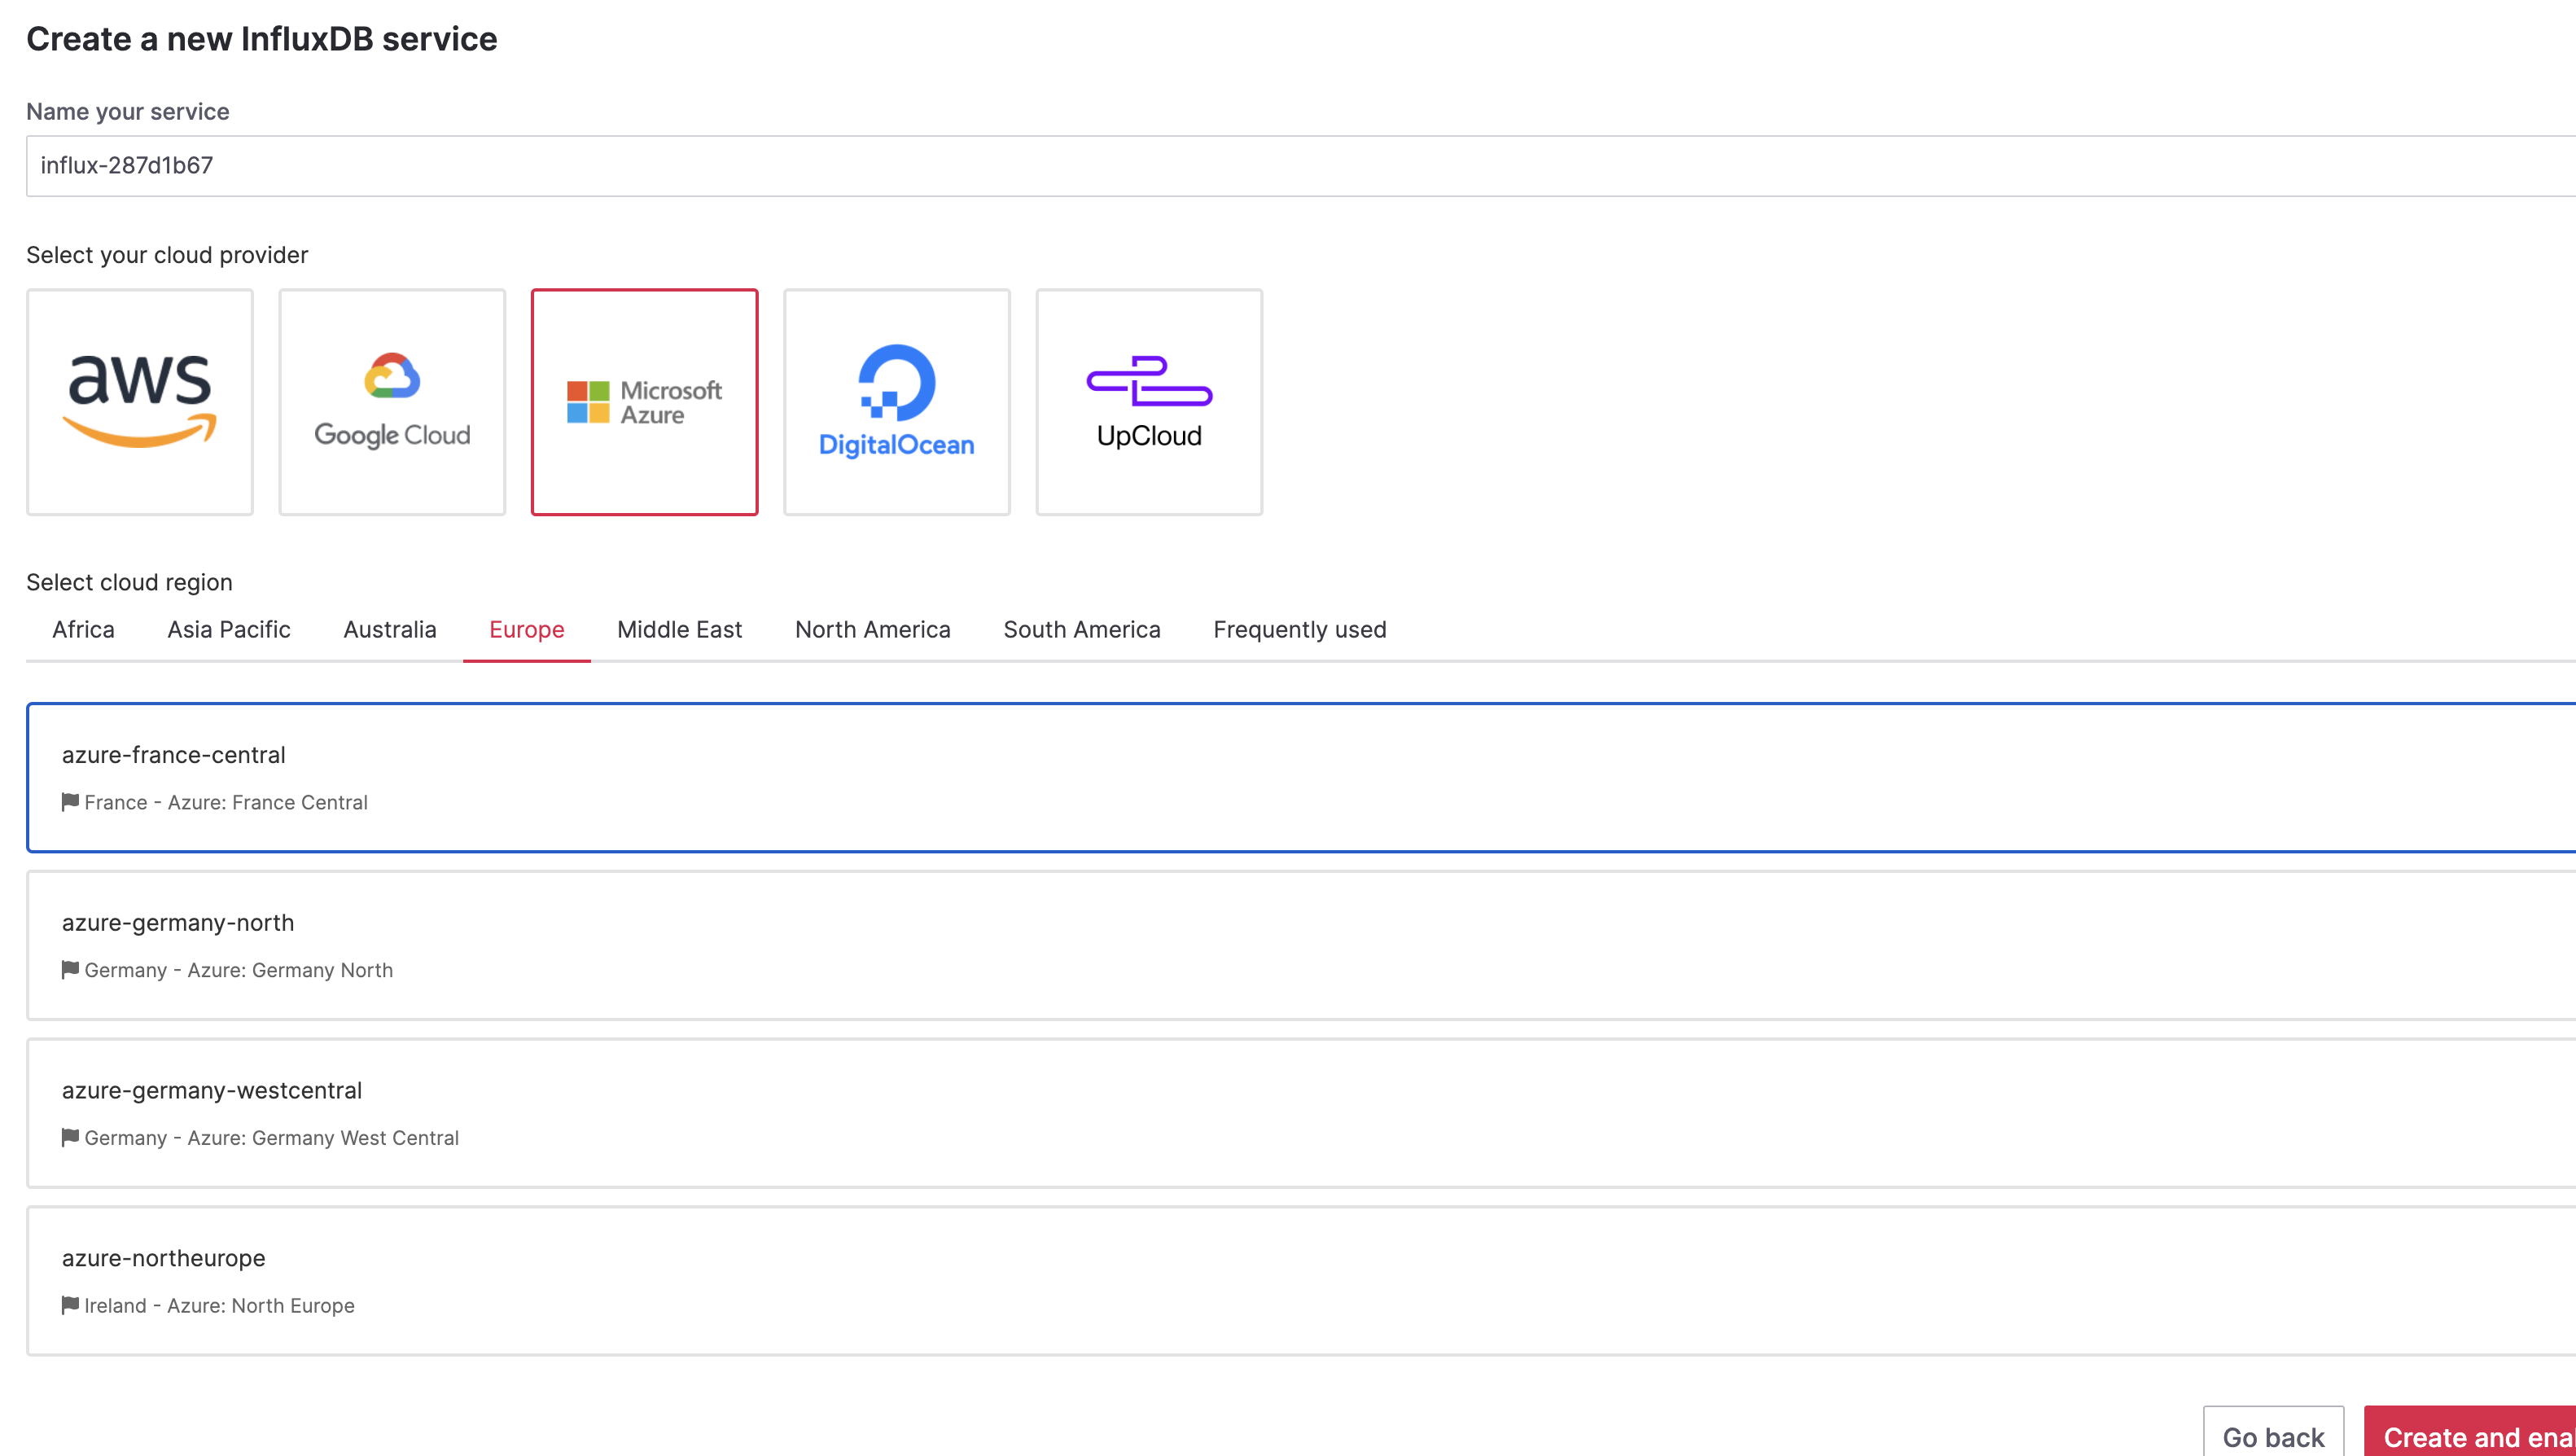 Create a new InfluxDB service
Name your service
influx-287d1b67
Select your cloud provider
aws
Google Cloud
Microsoft
Azure
DigitalOcean
UpCloud
Select cloud region
Africa Asia Pacific Australia Europe Middle East North America South America Frequently used
azure-france-central
France - Azure: France Central
azure-germany-north
Germany - Azure: Germany North
azure-germany-westcentral
Germany - Azure: Germany West Central
azure-northeurope
Ireland - Azure: North Europe
Go back Create and ena